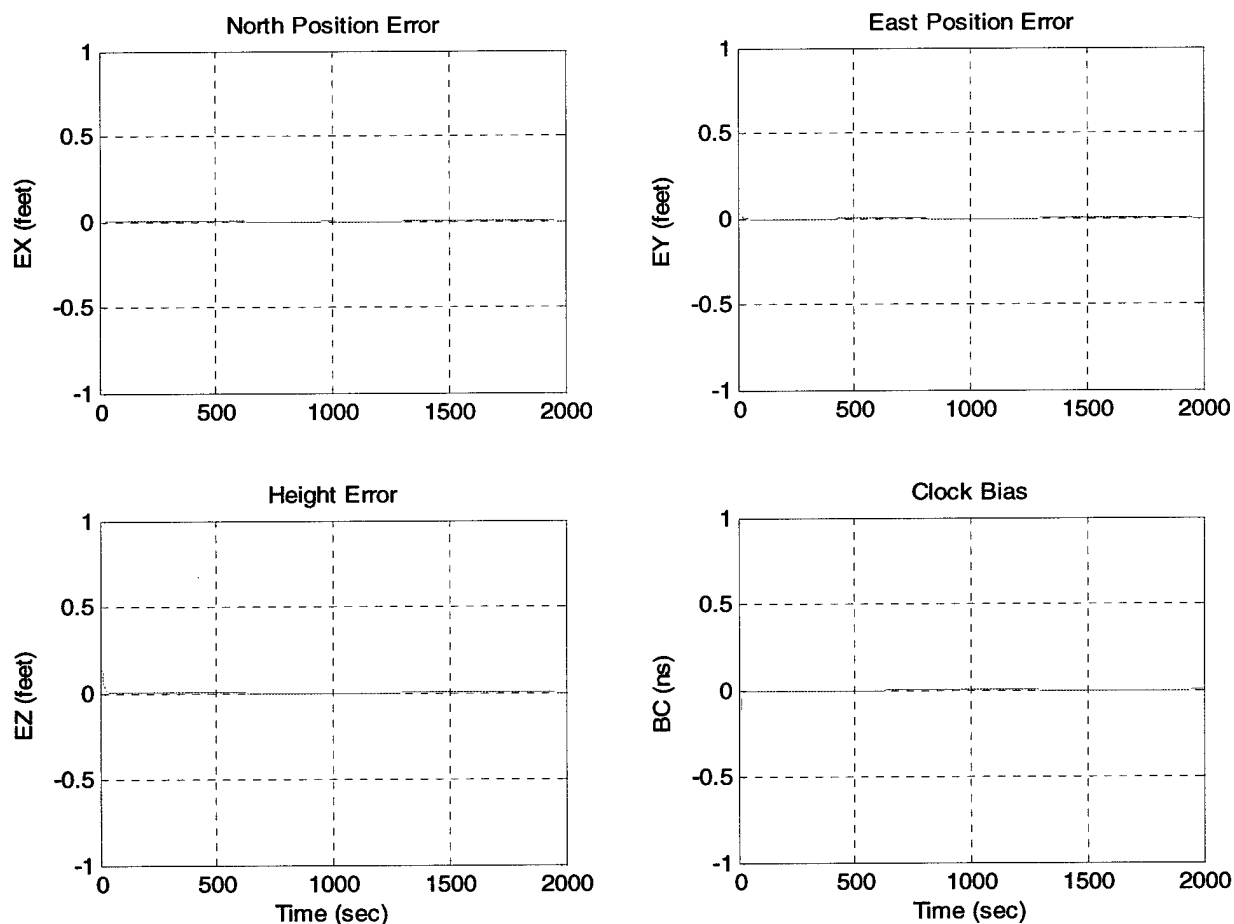 North Position Error
1
0.5
0
-0.5
-1
EX (feet)
0 500 1000 1500 2000
East Position Error
1
0.5
0
-0.5
-1
EY (feet)
0 500 1000 1500 2000
Height Error
1
0.5
0
-0.5
-1
EZ (feet)
0 500 1000 1500 2000
Time (sec)
Clock Bias
1
0.5
0
-0.5
-1
BC (ns)
0 500 1000 1500 2000
Time (sec)